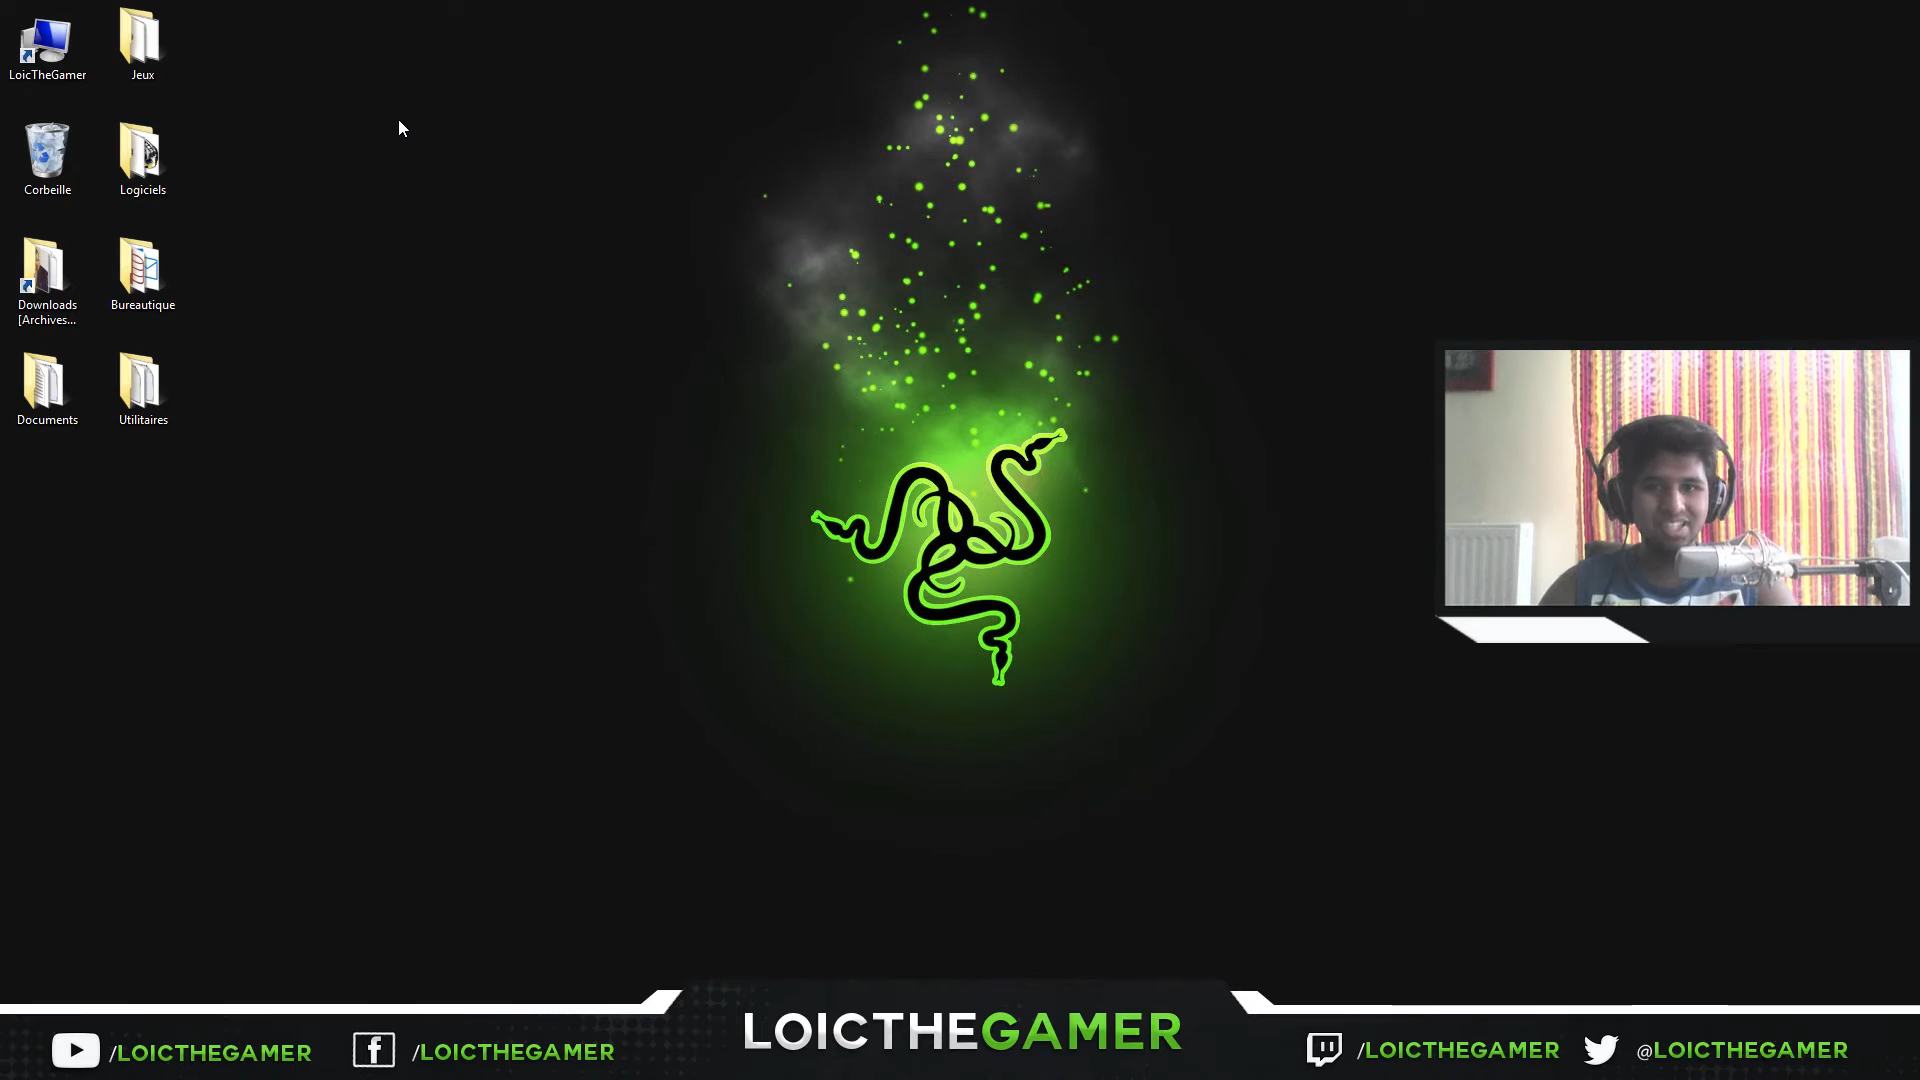 LoicTheGamer
Jeux
Corbeille
Logiciels
Downloads
[Archives...
Bureautique
Documents
Utilitaires
/LOICTHEGAMER
/LOICTHEGAMER
LOICTHEGAMER
/LOICTHEGAMER
@LOICTHEGAMER